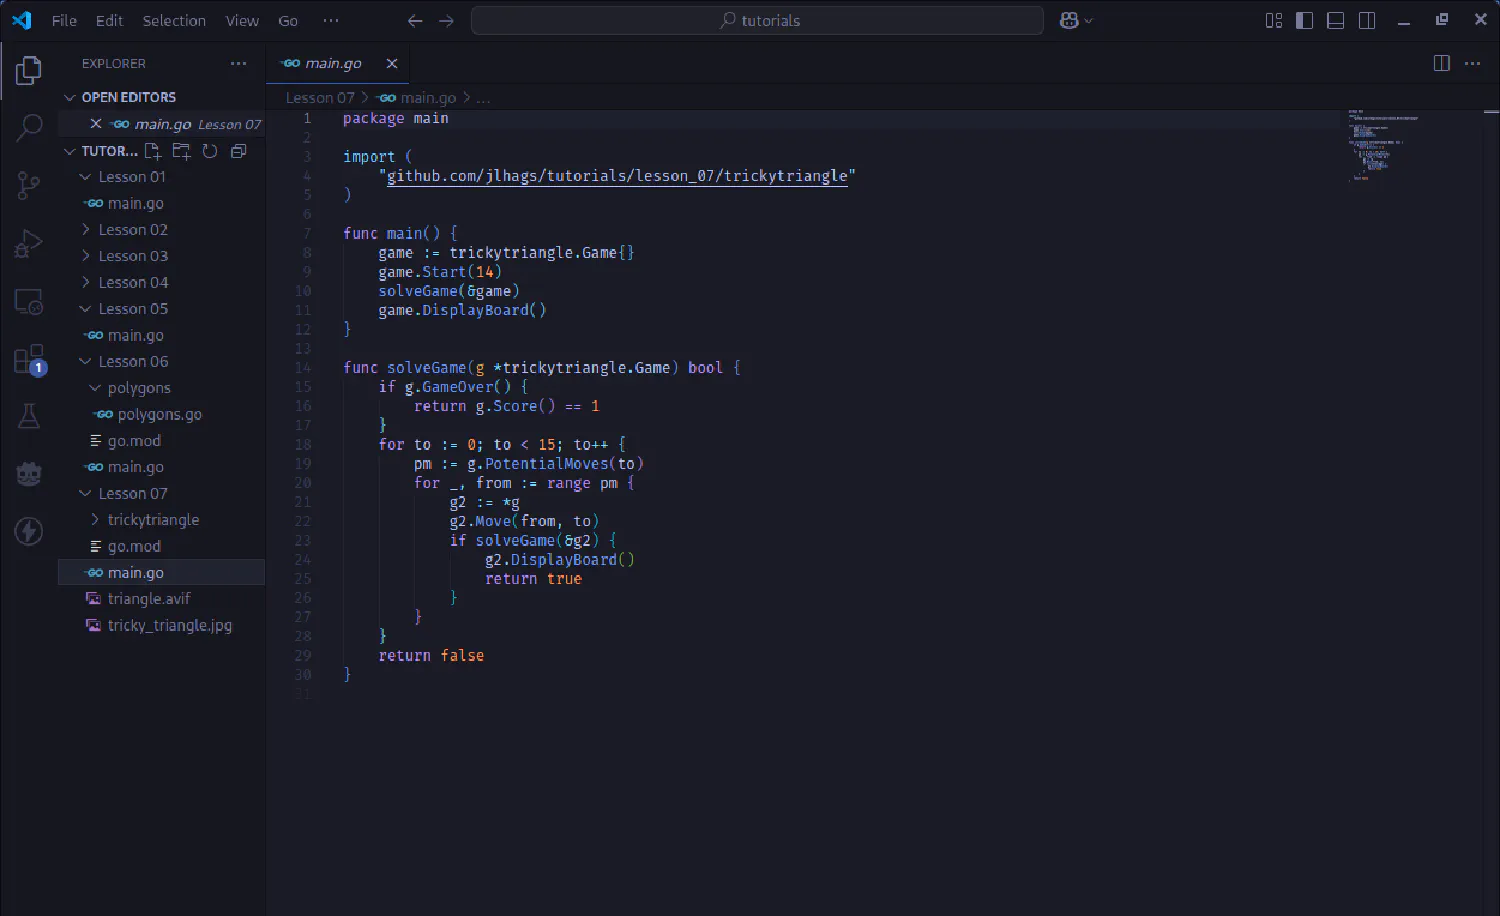 File Edit Selection View Go ··· tutorials
EXPLORER ···
OPEN EDITORS
main.go Lesson 07
TUTOR...
Lesson 01
main.go
Lesson 02
Lesson 03
Lesson 04
Lesson 05
main.go
Lesson 06
polygons
polygons.go
go.mod
main.go
Lesson 07
trickytriangle
go.mod
main.go
triangle.avif
tricky_triangle.jpg
1
main.go
Lesson 07 > main.go > ...
1 package main
2
3 import (
4 "github.com/jlhags/tutorials/lesson_07/trickytriangle"
5 )
6
7 func main() {
8 game := trickytriangle.Game{}
9 game.Start(14)
10 solveGame(&game)
11 game.DisplayBoard()
12 }
13
14 func solveGame(g *trickytriangle.Game) bool {
15 if g.GameOver() {
16 return g.Score() == 1
17 }
18 for to := 0; to < 15; to++ {
19 pm := g.PotentialMoves(to)
20 for _, from := range pm {
21 g2 := *g
22 g2.Move(from, to)
23 if solveGame(&g2) {
24 g2.DisplayBoard()
25 return true
26 }
27 }
28 }
29 return false
30 }
31